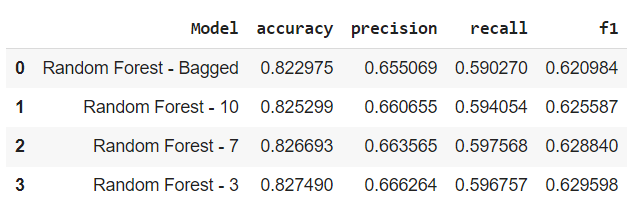 Model accuracy precision recall f1
0 Random Forest - Bagged 0.822975 0.655069 0.590270 0.620984
1 Random Forest - 10 0.825299 0.660655 0.594054 0.625587
2 Random Forest - 7 0.826693 0.663565 0.597568 0.628840
3 Random Forest - 3 0.827490 0.666264 0.596757 0.629598